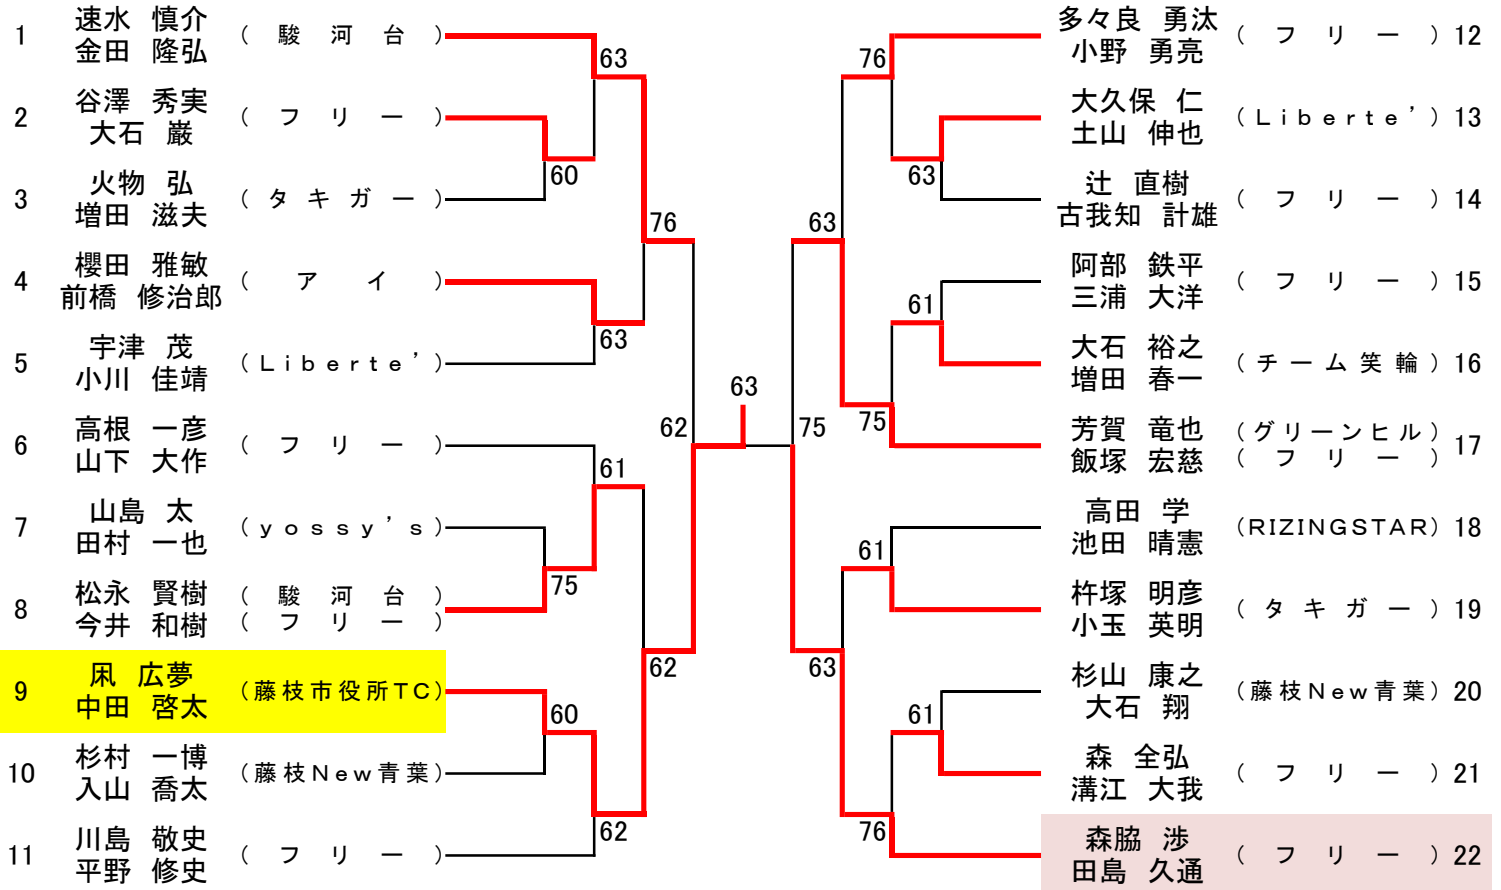 1 速水 慎介 (駿河台)
金田 隆弘
2 谷澤 秀実 (フリー)
大石 巌
3 火物 弘 (タキガー)
増田 滋夫
4 櫻田 雅敏 (アイ)
前橋 修治郎
5 宇津 茂 (Liberte’)
小川 佳靖
6 高根 一彦 (フリー)
山下 大作
7 山島 太 (yossy’s)
田村 一也
8 松永 賢樹 (駿河台)
今井 和樹 (フリー)
9 凩 広夢 (藤枝市役所TC)
中田 啓太
10 杉村 一博 (藤枝New青葉)
入山 喬太
11 川島 敬史 (フリー)
平野 修史
63
60
76
63
62
61
75
62
60
62
63
76
63
63
61
75
75
61
63
61
76
多々良 勇汰 (フリー) 12
小野 勇亮
大久保 仁 (Liberte’) 13
土山 伸也
辻 直樹 (フリー) 14
古我知 計雄
阿部 鉄平 (フリー) 15
三浦 大洋
大石 裕之 (チーム笑輪) 16
増田 春一
芳賀 竜也 (グリーンヒル) 17
飯塚 宏慈 (フリー)
高田 学 (RIZINGSTAR) 18
池田 晴憲
杵塚 明彦 (タキガー) 19
小玉 英明
杉山 康之 (藤枝New青葉) 20
大石 翔
森 全弘 (フリー) 21
溝江 大我
森脇 渉 (フリー) 22
田島 久通